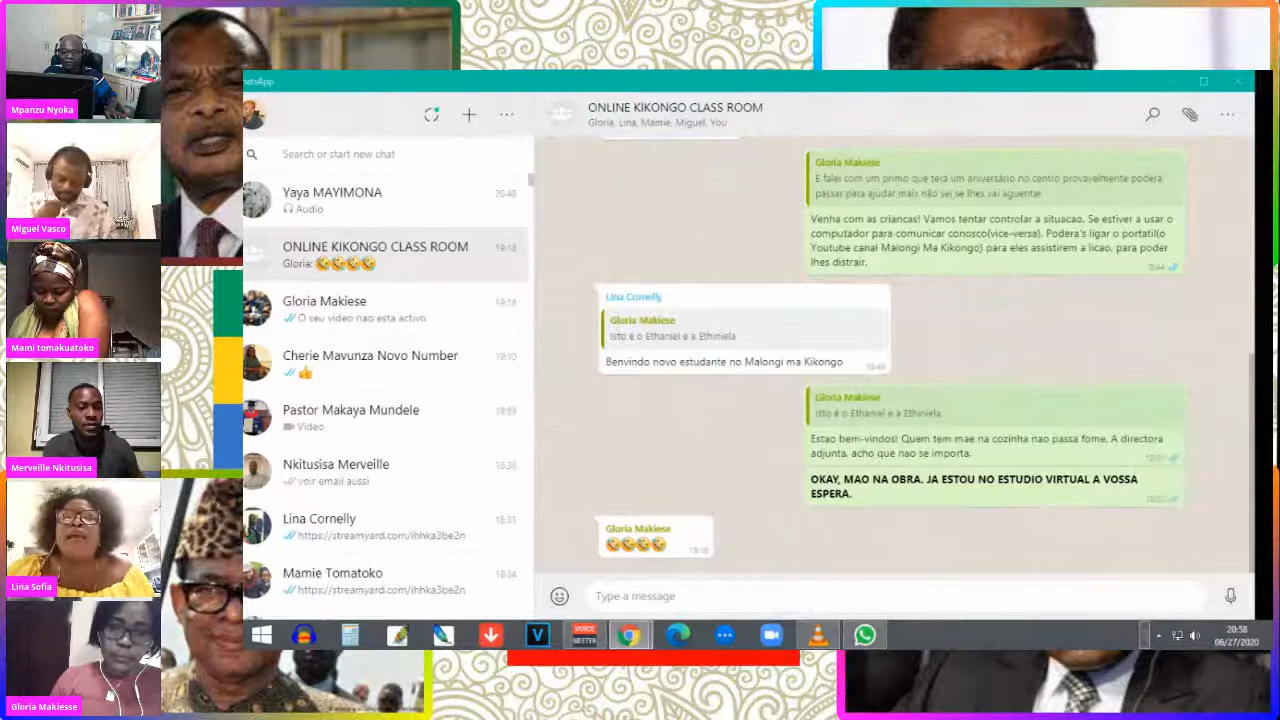 Mpanzu Nyoka
Miguel Vasco
Mami tomakuatoko
Merveille Nkitusisa
Lina Sofia
Gloria Makiesse
hatsApp
Search or start new chat
Yaya MAYIMONA
20:48
Audio
ONLINE KIKONGO CLASS ROOM
19:18
Gloria: 🤣🤣🤣🤣
Gloria Makiese
19:16
O seu video nao esta activo
Cherie Mavunza Novo Number
19:10
👍
Pastor Makaya Mundele
18:59
Video
Nkitusisa Merveille
18:38
voir email aussi
Lina Cornelly
18:35
https://streamyard.com/ihhka3be2n
Mamie Tomatoko
18:34
https://streamyard.com/ihhka3be2n
ONLINE KIKONGO CLASS ROOM
Gloria, Lina, Mamie, Miguel, You
Gloria Makiese
E falei com um primo que terá um aniversário no centro provavelmente podera
passar para ajudar mais não sei se lhes vai aguentar
Venha com as criancas! Vamos tentar controlar a situacao. Se estiver a usar o
computador para comunicar conosco(vice-versa). Podera's ligar o portatil(o
Youtube canal Malongi Ma Kikongo) para eles assistirem a licao, para poder
lhes distrair.
Lina Cornelly
Gloria Makiese
Isto é o Ethaniel e a Ethiniela
Benvindo novo estudante no Malongi ma Kikongo
Gloria Makiese
Isto é o Ethaniel e a Ethiniela.
Estao bem-vindos! Quem tem mae na cozinha nao passa fome. A directora
adjunta, acho que nao se importa.
OKAY, MAO NA OBRA. JA ESTOU NO ESTUDIO VIRTUAL A VOSSA
ESPERA.
Gloria Makiese
🤣🤣🤣🤣
19:18
Type a message
VOICE
MEETER
V
20:58
06/27/2020